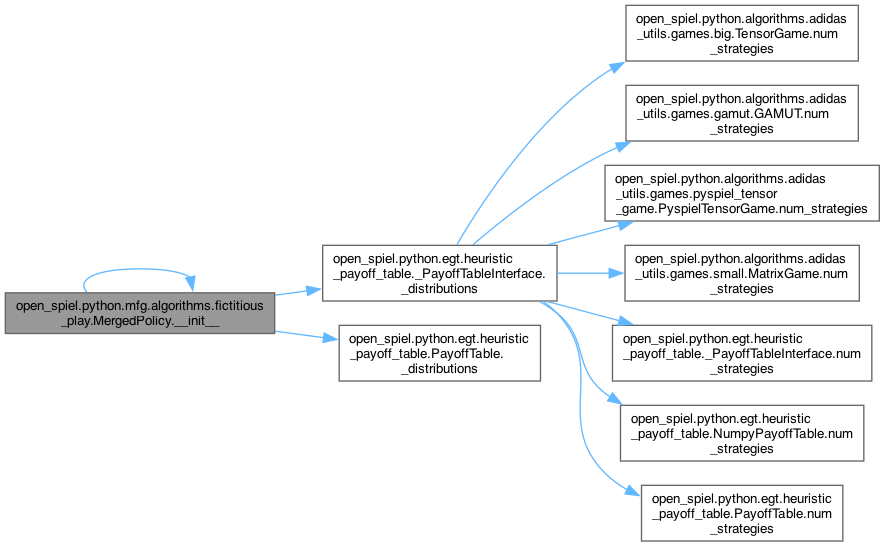 open_spiel.python.algorithms.adidas
_utils.games.big.TensorGame.num
_strategies
open_spiel.python.algorithms.adidas
_utils.games.gamut.GAMUT.num
_strategies
open_spiel.python.algorithms.adidas
_utils.games.pyspiel_tensor
_game.PyspielTensorGame.num_strategies
open_spiel.python.egt.heuristic
_payoff_table._PayoffTableInterface.
_distributions
open_spiel.python.algorithms.adidas
_utils.games.small.MatrixGame.num
_strategies
open_spiel.python.mfg.algorithms.fictitious
_play.MergedPolicy.__init__
open_spiel.python.egt.heuristic
_payoff_table.PayoffTable.
_distributions
open_spiel.python.egt.heuristic
_payoff_table._PayoffTableInterface.num
_strategies
open_spiel.python.egt.heuristic
_payoff_table.NumpyPayoffTable.num
_strategies
open_spiel.python.egt.heuristic
_payoff_table.PayoffTable.num
_strategies